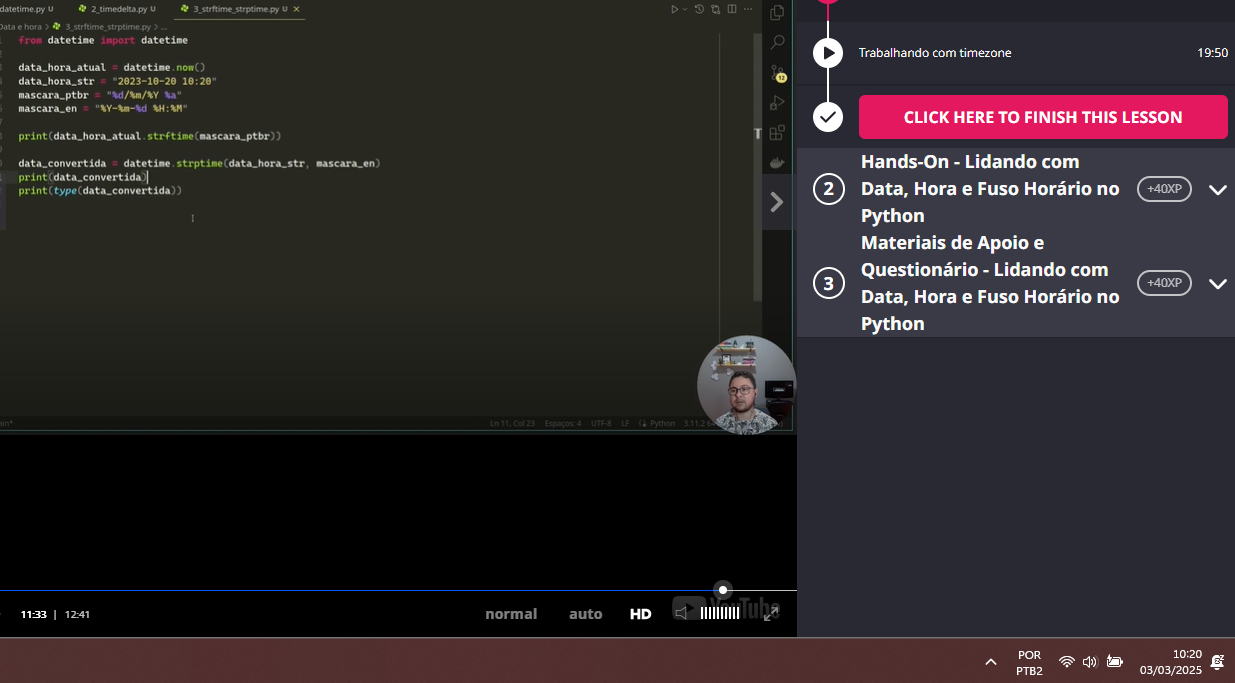 datetime.py U
2_timedelta.py U
3_strftime_strptime.py U
Data e hora > 3_strftime_strptime.py > ...
from datetime import datetime
data_hora_atual = datetime.now()
data_hora_str = "2023-10-20 10:20"
mascara_ptbr = "%d/%m/%Y %a"
mascara_en = "%Y-%m-%d %H:%M"
print(data_hora_atual.strftime(mascara_ptbr))
data_convertida = datetime.strptime(data_hora_str, mascara_en)
print(data_convertida)
print(type(data_convertida))
12
T
Ln 11, Col 23 Espaços: 4 UTF-8 LF Python 3.11.2
11:33 | 12:41
normal
auto
HD
YouTube
Trabalhando com timezone
19:50
CLICK HERE TO FINISH THIS LESSON
2
Hands-On - Lidando com
Data, Hora e Fuso Horário no
Python
+40XP
3
Materiais de Apoio e
Questionário - Lidando com
Data, Hora e Fuso Horário no
Python
+40XP
POR
PTB2
10:20
03/03/2025